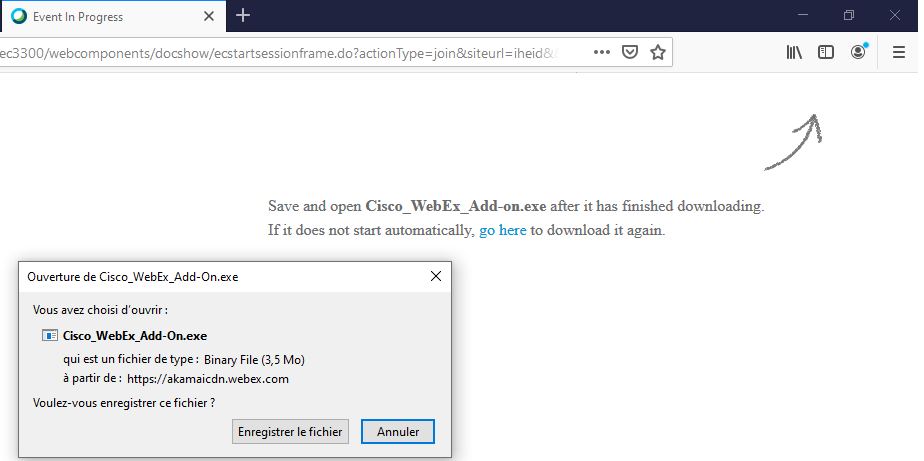 Event In Progress
ec3300/webcomponents/docshow/ecstartsessionframe.do?actionType=join&siteurl=iheid&
Save and open Cisco_WebEx_Add-on.exe after it has finished downloading.
If it does not start automatically, go here to download it again.
Ouverture de Cisco_WebEx_Add-On.exe
Vous avez choisi d'ouvrir :
Cisco_WebEx_Add-On.exe
qui est un fichier de type : Binary File (3,5 Mo)
à partir de : https://akamaicdn.webex.com
Voulez-vous enregistrer ce fichier ?
Enregistrer le fichier
Annuler